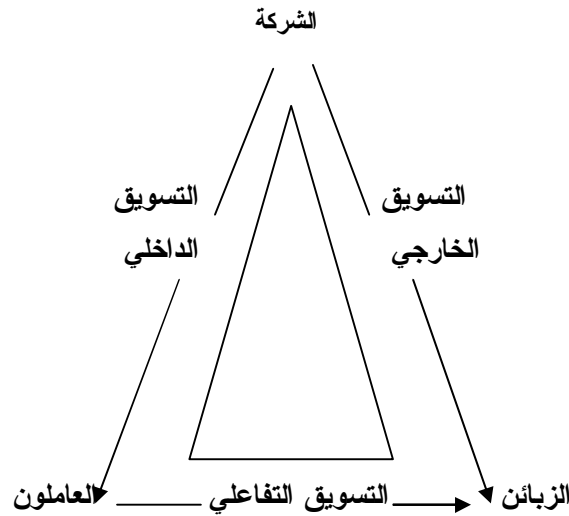 الشركة
التسويق
الخارجي
التسويق
الداخلي
الزبائن
التسويق التفاعلي
العاملون